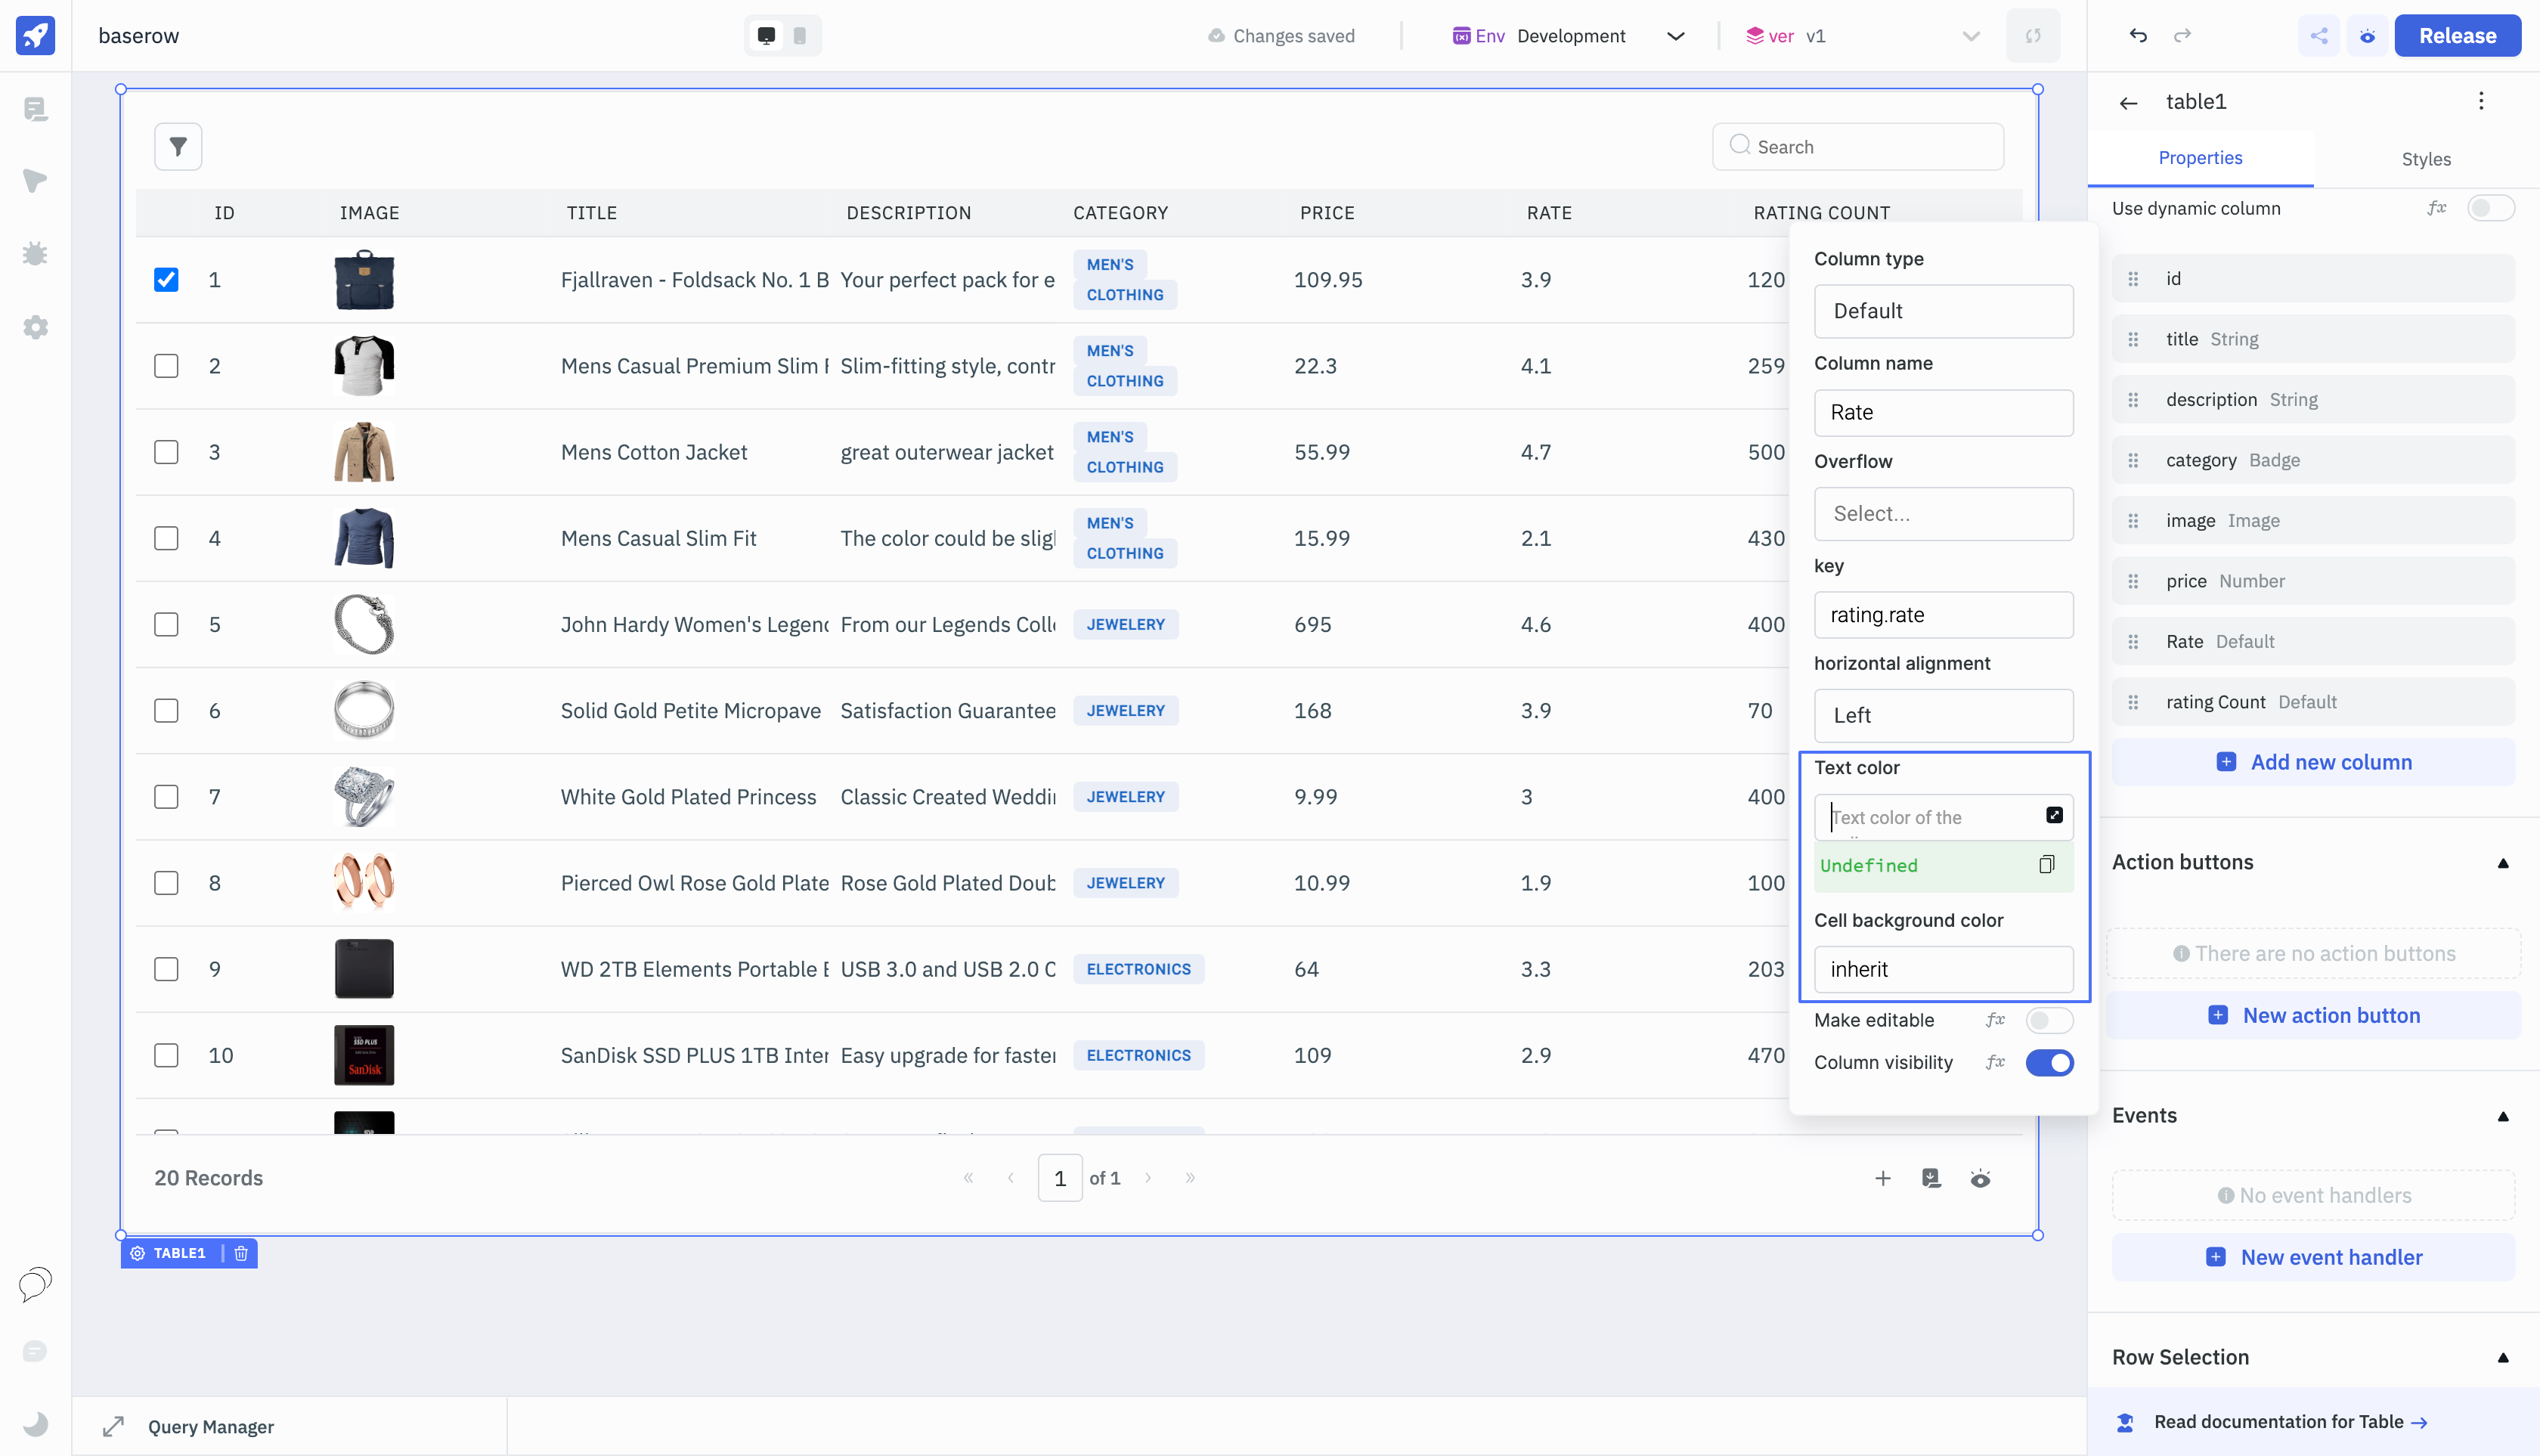 baserow
Changes saved
Env Development
ver v1
Release
Search
ID IMAGE TITLE DESCRIPTION CATEGORY PRICE RATE RATING COUNT
1 Fjallraven - Foldsack No. 1 B Your perfect pack for e MEN'S CLOTHING 109.95 3.9 120
2 Mens Casual Premium Slim Slim-fitting style, contr MEN'S CLOTHING 22.3 4.1 259
3 Mens Cotton Jacket great outerwear jacket MEN'S CLOTHING 55.99 4.7 500
4 Mens Casual Slim Fit The color could be MEN'S CLOTHING 15.99 2.1 430
5 John Hardy Women's From our Legends JEWELERY 695 4.6 400
6 Solid Gold Petite Micropave Satisfaction Guarantee JEWELERY 168 3.9 70
7 White Gold Plated Princess Classic Created JEWELERY 9.99 3 400
8 Pierced Owl Rose Gold Plate Rose Gold Plated Doub JEWELERY 10.99 1.9 100
9 WD 2TB Elements Portable USB 3.0 and USB 2.0 C ELECTRONICS 64 3.3 203
SSD PLUS
SanDisk
10 SanDisk SSD PLUS 1TB Inter Easy upgrade for faster ELECTRONICS 109 2.9 470
20 Records
« ‹ 1 of 1 › »
TABLE1
Query Manager
Column type
Default
Column name
Rate
Overflow
Select...
key
rating.rate
horizontal alignment
Left
Text color
Text color of the
Undefined
Cell background color
inherit
Make editable fx
Column visibility fx
table1
Properties
Styles
Use dynamic column fx
id
title String
description String
category Badge
image Image
price Number
Rate Default
rating Count Default
Add new column
Action buttons
There are no action buttons
New action button
Events
No event handlers
New event handler
Row Selection
Read documentation for Table →